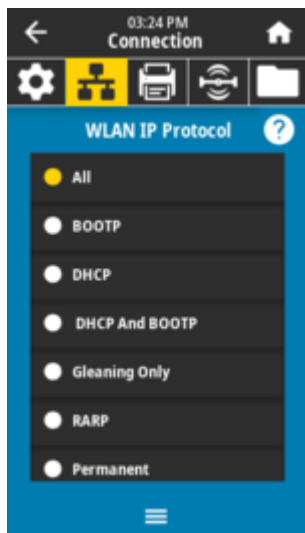 03:24 PM
Connection
WLAN IP Protocol
?
All
BOOTP
DHCP
DHCP And BOOTP
Gleaning Only
RARP
Permanent